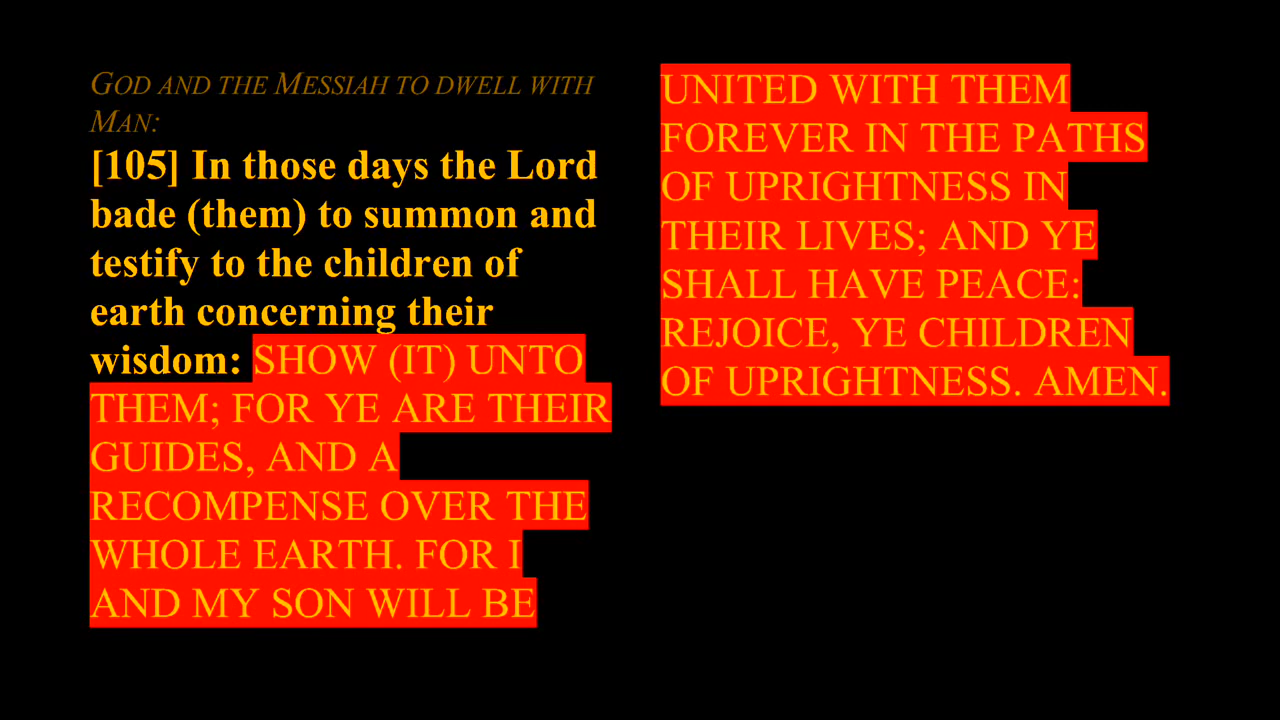 GOD AND THE MESSIAH TO DWELL WITH
MAN:
[105] In those days the Lord
bade (them) to summon and
testify to the children of
earth concerning their
wisdom: SHOW (IT) UNTO
THEM; FOR YE ARE THEIR
GUIDES, AND A
RECOMPENSE OVER THE
WHOLE EARTH. FOR I
AND MY SON WILL BE
UNITED WITH THEM
FOREVER IN THE PATHS
OF UPRIGHTNESS IN
THEIR LIVES; AND YE
SHALL HAVE PEACE:
REJOICE, YE CHILDREN
OF UPRIGHTNESS. AMEN.